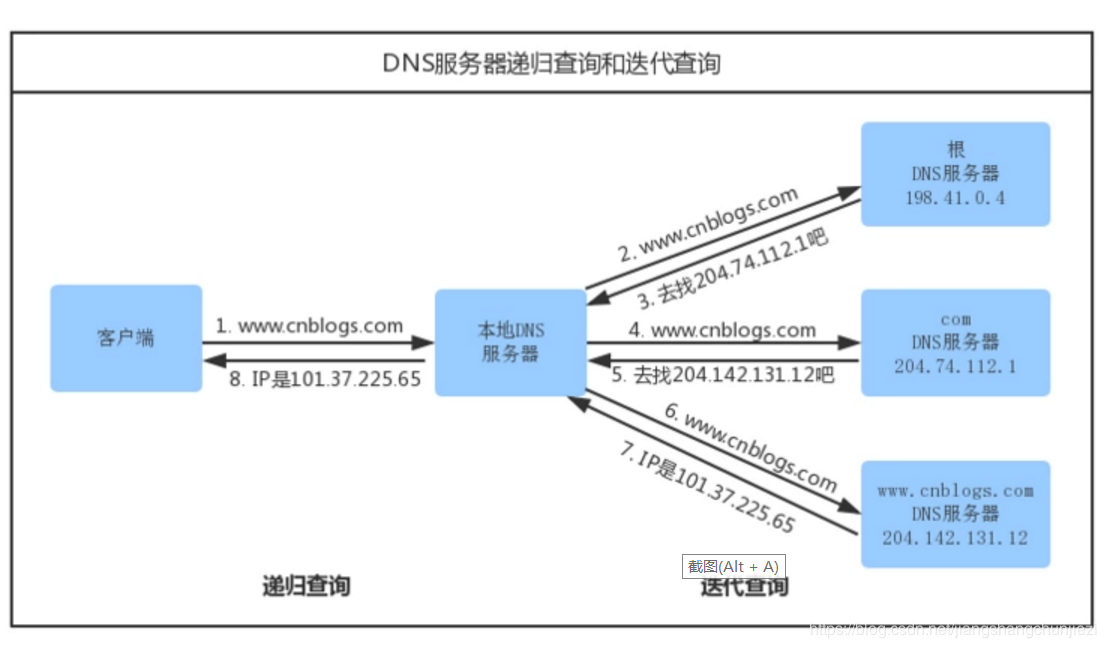 DNS服务器递归查询和迭代查询
根
DNS服务器
198.41.0.4
2. www.cnblogs.com
3. 去找204.74.112.1吧
客户端
1. www.cnblogs.com
8. IP是101.37.225.65
本地DNS
服务器
4. www.cnblogs.com
5. 去找204.142.131.12吧
com
DNS服务器
204.74.112.1
6. www.cnblogs.com
7. IP是101.37.225.65
www.cnblogs.com
DNS服务器
204.142.131.12
截图(Alt + A)
递归查询
迭代查询
https://blog.csdn.net/jiangshangchunjiezi